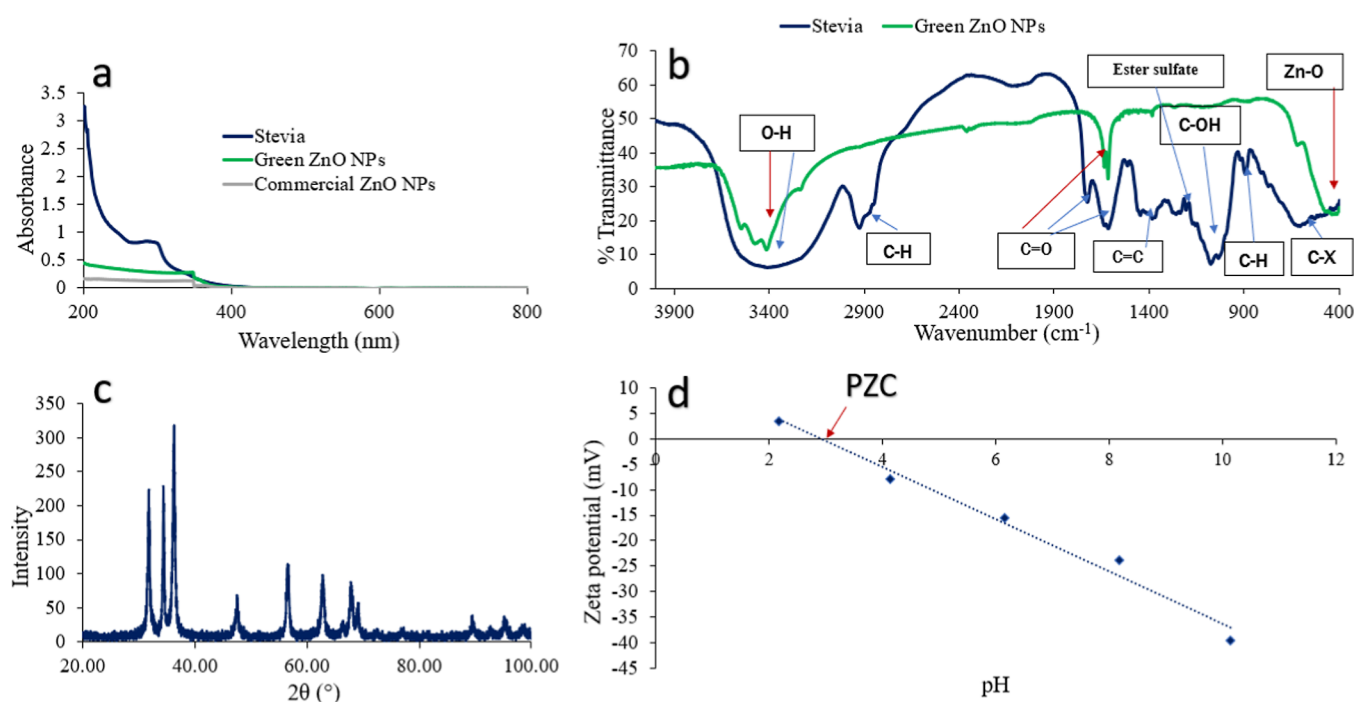 a
3.5
3
2.5
2
1.5
1
0.5
0
Absorbance
Stevia
Green ZnO NPs
Commercial ZnO NPs
200
400
600
800
Wavelength (nm)
Stevia
Green ZnO NPs
b
70
60
50
40
30
20
10
0
% Transmittance
O-H
C-H
C=O
C=C
Ester sulfate
C-OH
C-H
Zn-O
C-X
3900
3400
2900
2400
1900
1400
900
400
Wavenumber (cm-1)
c
350
300
250
200
150
100
50
0
Intensity
20.00
40.00
60.00
80.00
100.00
2θ (°)
d
PZC
10
5
0
-5
-10
-15
-20
-25
-30
-35
-40
-45
Zeta potential (mV)
0
2
4
6
8
10
12
pH